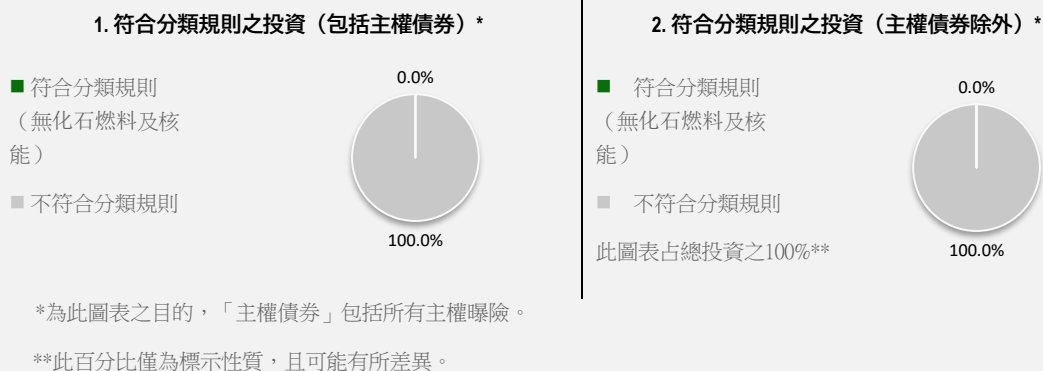 1. 符合分類規則之投資（包括主權債券）*
符合分類規則
（無化石燃料及核
能）
不符合分類規則
0.0%
100.0%
2. 符合分類規則之投資（主權債券除外）*
符合分類規則
（無化石燃料及核
能）
不符合分類規則
此圖表占總投資之100%**
0.0%
100.0%
*為此圖表之目的，「主權債券」包括所有主權曝險。
**此百分比僅為標示性質，且可能有所差異。